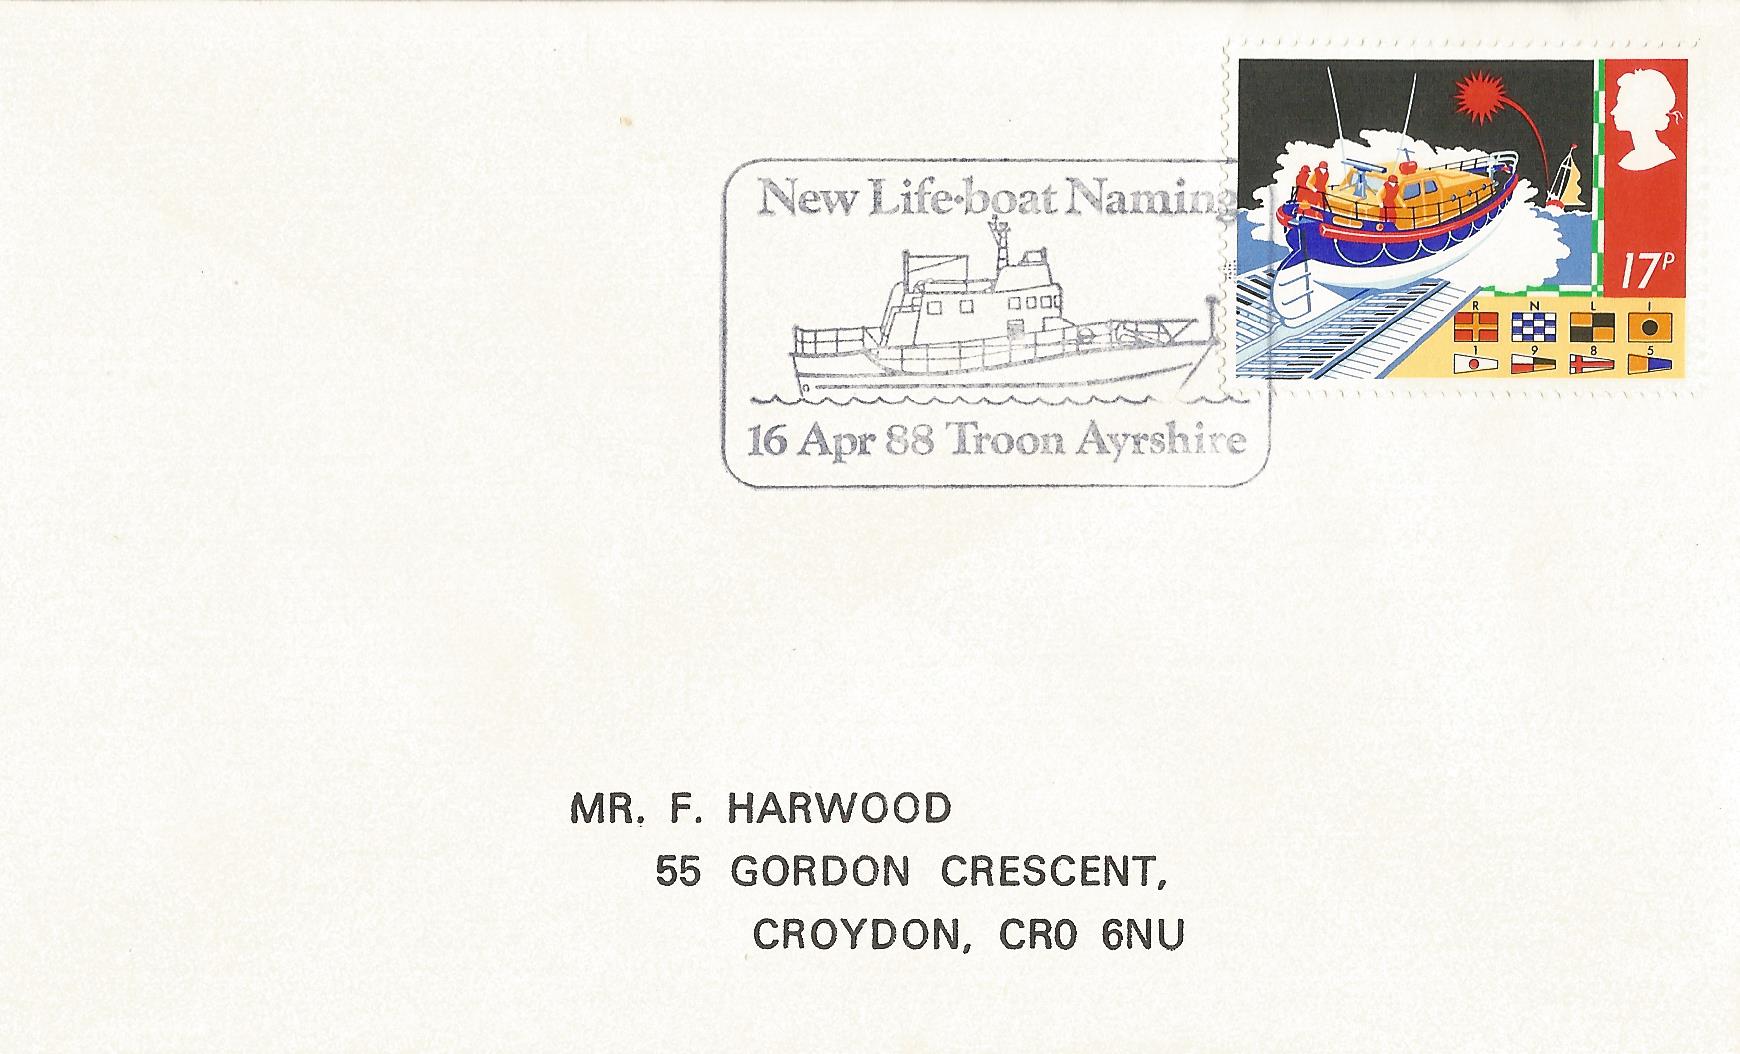 New Life-boat Naming
16 Apr 88 Troon Ayrshire
17P
R N L I
1 9 8 5
MR. F. HARWOOD
55 GORDON CRESCENT,
CROYDON, CR0 6NU